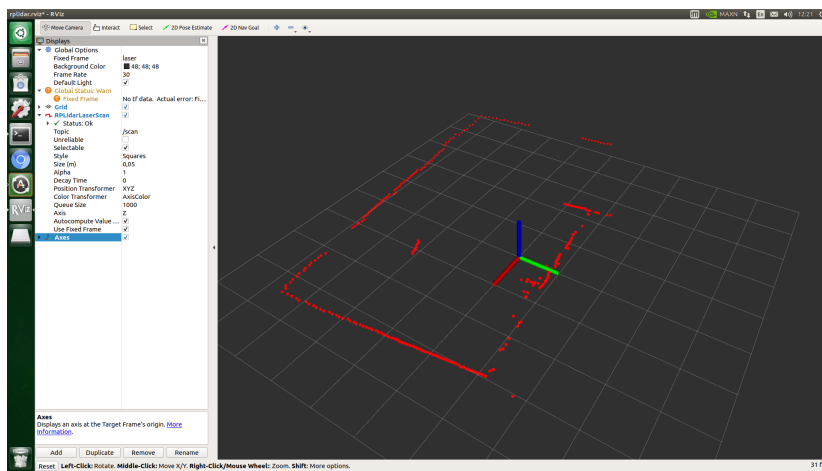 rplidar.rviz* - RViz
MAXN
En
12:21
Move Camera Interact Select 2D Pose Estimate 2D Nav Goal
Displays
Global Options
Fixed Frame laser
Background Color 48; 48; 48
Frame Rate 30
Default Light
Global Status: Warn
Fixed Frame No tf data. Actual error: Fi...
Grid
RPLidarLaserScan
Status: Ok
Topic /scan
Unreliable
Selectable
Style Squares
Size (m) 0,05
Alpha 1
Decay Time 0
Position Transformer XYZ
Color Transformer AxisColor
Queue Size 1000
Axis Z
Autocompute Value ...
Use Fixed Frame
Axes
RViz
Axes
Displays an axis at the Target Frame's origin. More
Information.
Add Duplicate Remove Rename
Reset Left-Click: Rotate. Middle-Click: Move X/Y. Right-Click/Mouse Wheel: Zoom. Shift: More options.
31 f